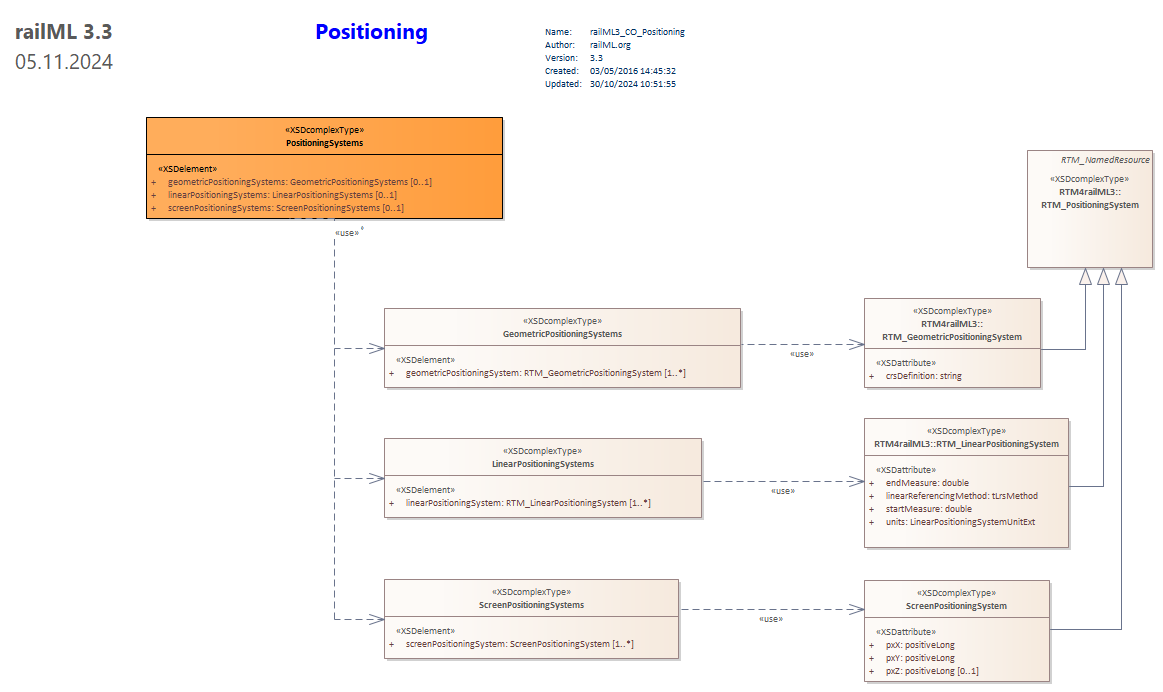 railML 3.3
05.11.2024
Positioning
Name: railML3_CO_Positioning
Author: railML.org
Version: 3.3
Created: 03/05/2016 14:45:32
Updated: 30/10/2024 10:51:55
«XSDcomplexType»
PositioningSystems
«XSDelement»
+ geometricPositioningSystems: GeometricPositioningSystems [0..1]
+ linearPositioningSystems: LinearPositioningSystems [0..1]
+ screenPositioningSystems: ScreenPositioningSystems [0..1]
«use»
RTM_NamedResource
«XSDcomplexType»
RTM4railML3::
RTM_PositioningSystem
«XSDcomplexType»
GeometricPositioningSystems
«XSDelement»
+ geometricPositioningSystem: RTM_GeometricPositioningSystem [1..*]
«use»
«XSDcomplexType»
RTM4railML3::
RTM_GeometricPositioningSystem
«XSDattribute»
+ crsDefinition: string
«XSDcomplexType»
LinearPositioningSystems
«XSDelement»
+ linearPositioningSystem: RTM_LinearPositioningSystem [1..*]
«use»
«XSDcomplexType»
RTM4railML3::RTM_LinearPositioningSystem
«XSDattribute»
+ endMeasure: double
+ linearReferencingMethod: tLrsMethod
+ startMeasure: double
+ units: LinearPositioningSystemUnitExt
«XSDcomplexType»
ScreenPositioningSystems
«XSDelement»
+ screenPositioningSystem: ScreenPositioningSystem [1..*]
«use»
«XSDcomplexType»
ScreenPositioningSystem
«XSDattribute»
+ pxX: positiveLong
+ pxY: positiveLong
+ pxZ: positiveLong [0..1]